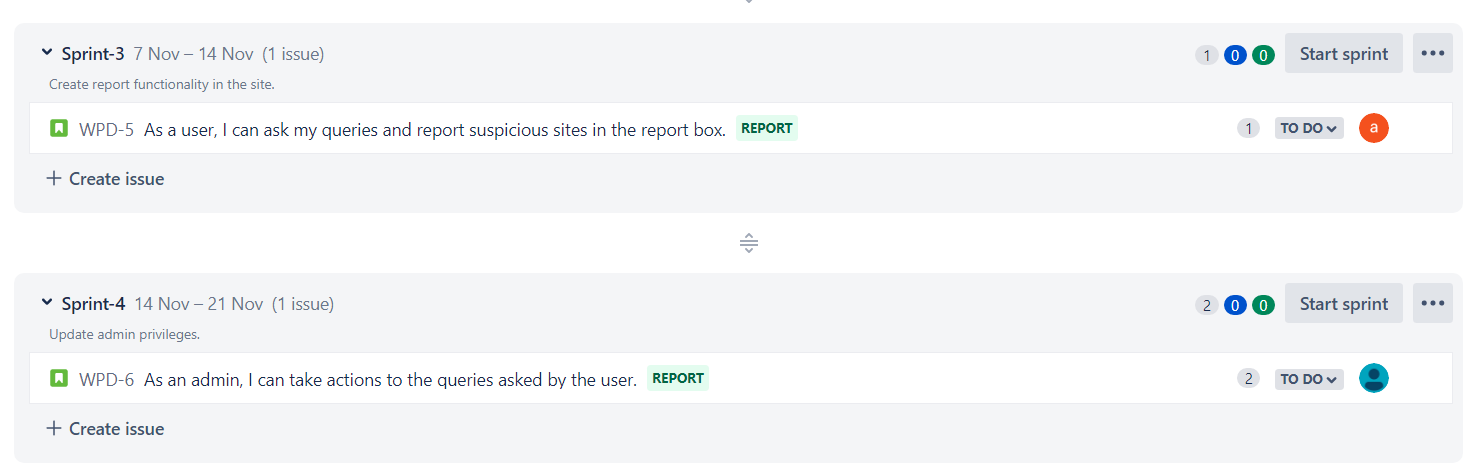 Sprint-3 7 Nov – 14 Nov (1 issue) 1 0 0 Start sprint •••
Create report functionality in the site.
WPD-5 As a user, I can ask my queries and report suspicious sites in the report box. REPORT 1 TO DO a
+ Create issue
Sprint-4 14 Nov – 21 Nov (1 issue) 2 0 0 Start sprint •••
Update admin privileges.
WPD-6 As an admin, I can take actions to the queries asked by the user. REPORT 2 TO DO
+ Create issue